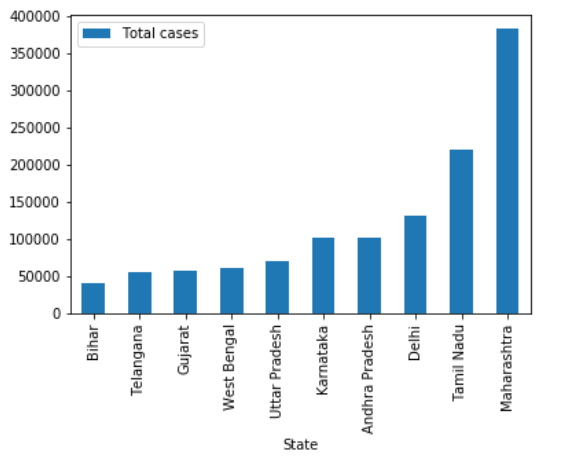 400000
350000
300000
250000
200000
150000
100000
50000
0
Total cases
Bihar
Telangana
Gujarat
West Bengal
Uttar Pradesh
Karnataka
Andhra Pradesh
Delhi
Tamil Nadu
Maharashtra
State